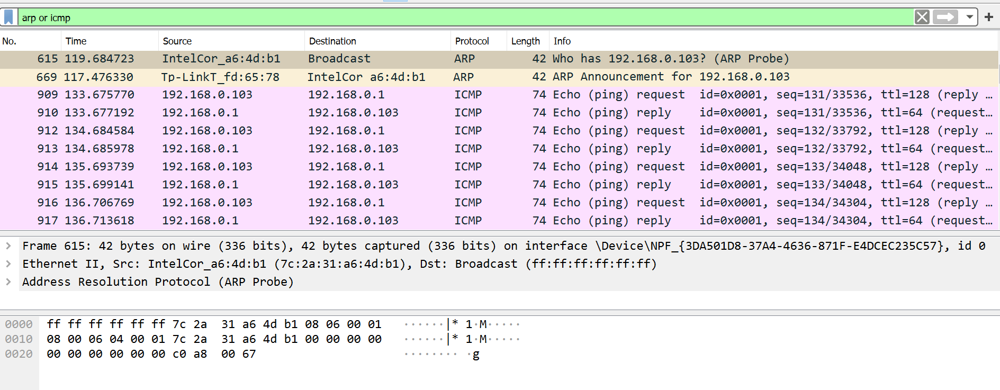 arp or icmp
No. Time Source Destination Protocol Length Info
615 119.684723 IntelCor_a6:4d:b1 Broadcast ARP 42 Who has 192.168.0.103? (ARP Probe)
669 117.476330 Tp-LinkT_fd:65:78 IntelCor a6:4d:b1 ARP 42 ARP Announcement for 192.168.0.103
909 133.675770 192.168.0.103 192.168.0.1 ICMP 74 Echo (ping) request id=0x0001, seq=131/33536, ttl=128 (reply …
910 133.677192 192.168.0.1 192.168.0.103 ICMP 74 Echo (ping) reply id=0x0001, seq=131/33536, ttl=64 (request…
912 134.684584 192.168.0.103 192.168.0.1 ICMP 74 Echo (ping) request id=0x0001, seq=132/33792, ttl=128 (reply …
913 134.685978 192.168.0.1 192.168.0.103 ICMP 74 Echo (ping) reply id=0x0001, seq=132/33792, ttl=64 (request…
914 135.693739 192.168.0.103 192.168.0.1 ICMP 74 Echo (ping) request id=0x0001, seq=133/34048, ttl=128 (reply …
915 135.699141 192.168.0.1 192.168.0.103 ICMP 74 Echo (ping) reply id=0x0001, seq=133/34048, ttl=64 (request…
916 136.706769 192.168.0.103 192.168.0.1 ICMP 74 Echo (ping) request id=0x0001, seq=134/34304, ttl=128 (reply …
917 136.713618 192.168.0.1 192.168.0.103 ICMP 74 Echo (ping) reply id=0x0001, seq=134/34304, ttl=64 (request…
Frame 615: 42 bytes on wire (336 bits), 42 bytes captured (336 bits) on interface \Device\NPF_{3DA501D8-37A4-4636-871F-E4DCEC235C57}, id 0
Ethernet II, Src: IntelCor_a6:4d:b1 (7c:2a:31:a6:4d:b1), Dst: Broadcast (ff:ff:ff:ff:ff:ff)
Address Resolution Protocol (ARP Probe)
0000 ff ff ff ff ff ff 7c 2a 31 a6 4d b1 08 06 00 01 ······|* 1·M·····
0010 08 00 06 04 00 01 7c 2a 31 a6 4d b1 00 00 00 00 ······|* 1·M·····
0020 00 00 00 00 00 00 c0 a8 00 67 ········ ·g